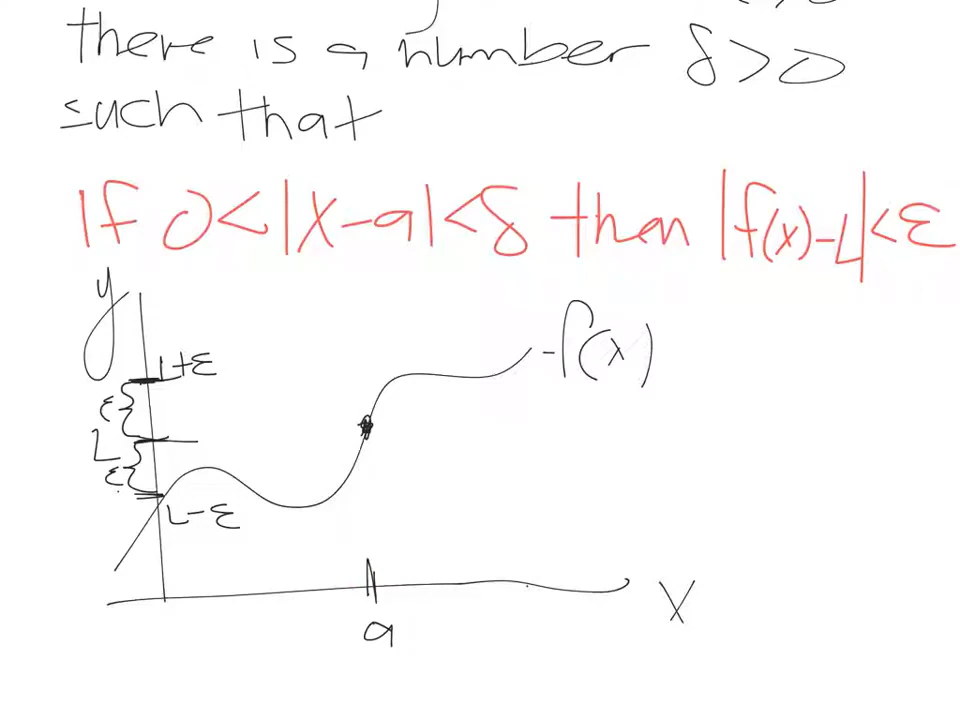 there is a number δ>0
such that
If 0<|x-a|<δ then |f(x)-L|<ε
y
L+ε
f(x)
ε
L
ε
L-ε
a
x